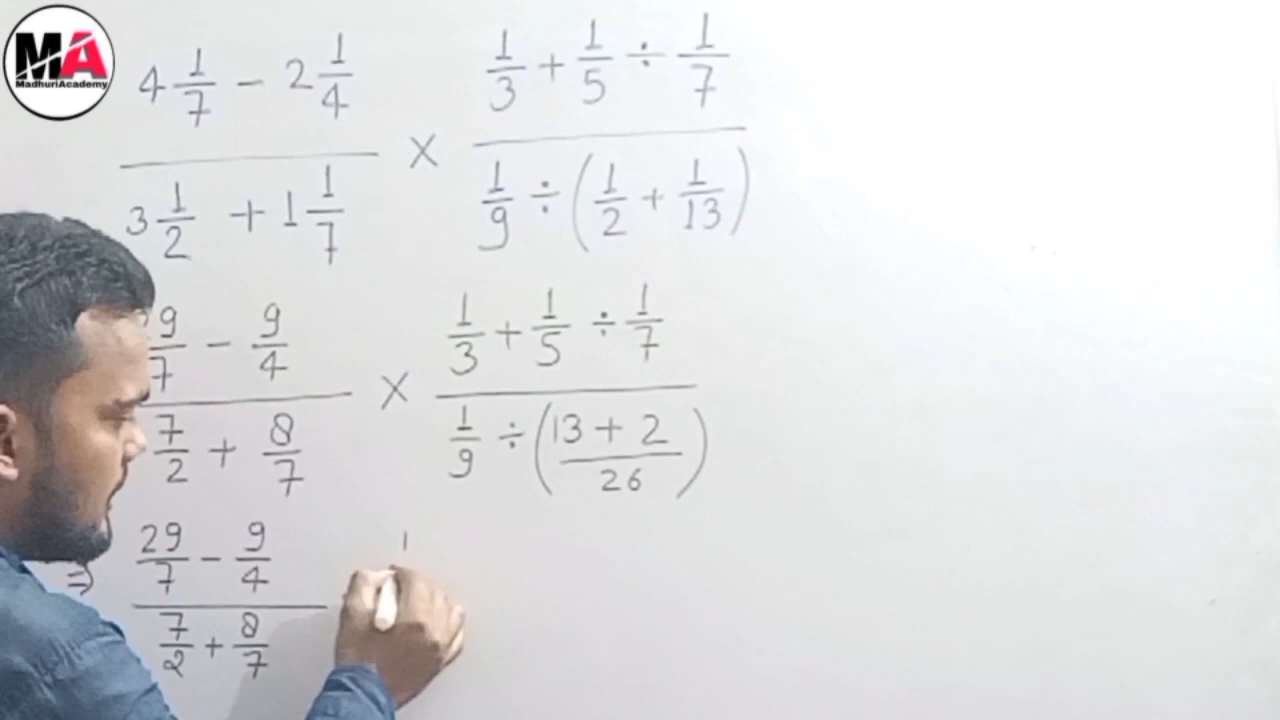 MA
MadhuriAcademy
4 1/7 - 2 1/4
3 1/2 + 1 1/7
×
1/3 + 1/5 ÷ 1/7
1/9 ÷ (1/2 + 1/13)
9/7 - 9/4
7/2 + 8/7
×
1/3 + 1/5 ÷ 1/7
1/9 ÷ ((13 + 2)/26)
⇒ 29/7 - 9/4
7/2 + 8/7